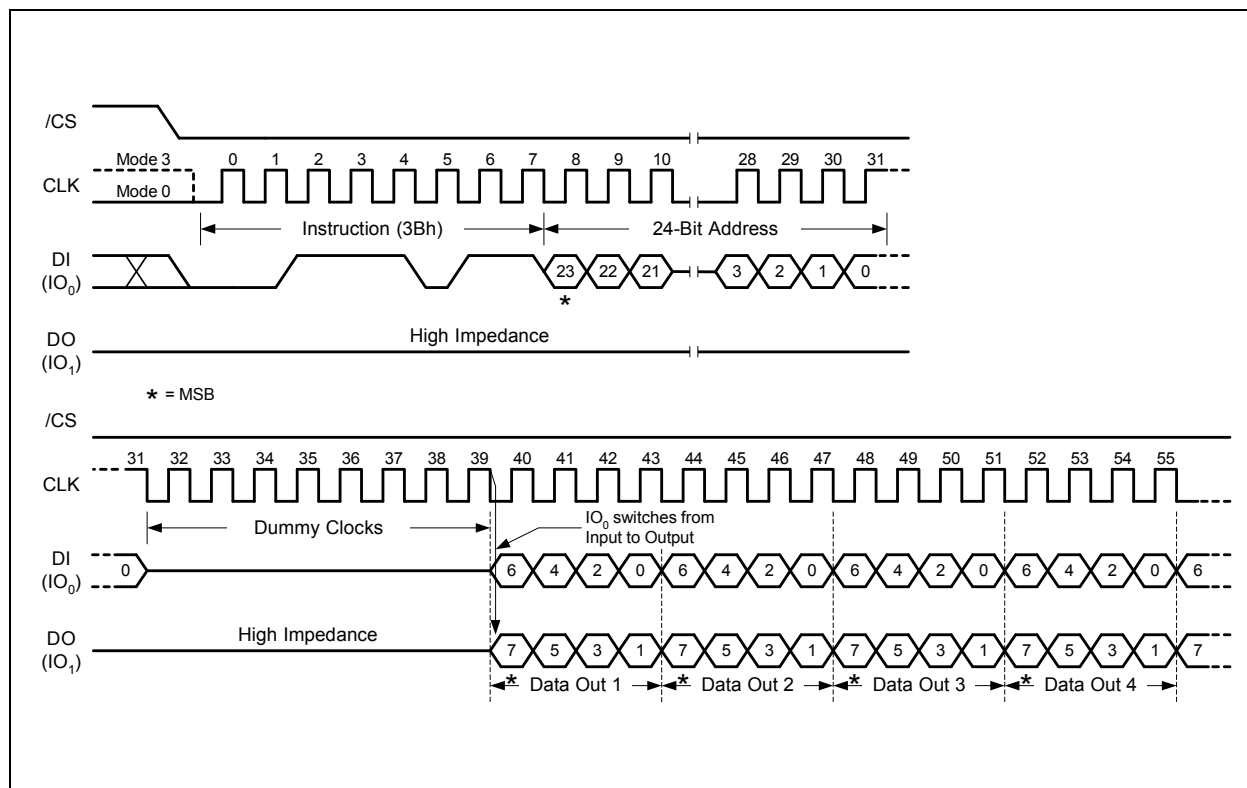 /CS
Mode 3 0 1 2 3 4 5 6 7 8 9 10 28 29 30 31
CLK
Mode 0
Instruction (3Bh) 24-Bit Address
DI
(IO₀) 23 22 21 3 2 1 0
*
DO
(IO₁)
High Impedance
* = MSB
/CS
31 32 33 34 35 36 37 38 39 40 41 42 43 44 45 46 47 48 49 50 51 52 53 54 55
CLK
Dummy Clocks
IO₀ switches from
Input to Output
DI
(IO₀)
0 6 4 2 0 6 4 2 0 6 4 2 0 6 4 2 0 6
DO
(IO₁)
High Impedance
7 5 3 1 7 5 3 1 7 5 3 1 7 5 3 1 7
* Data Out 1 * Data Out 2 * Data Out 3 * Data Out 4